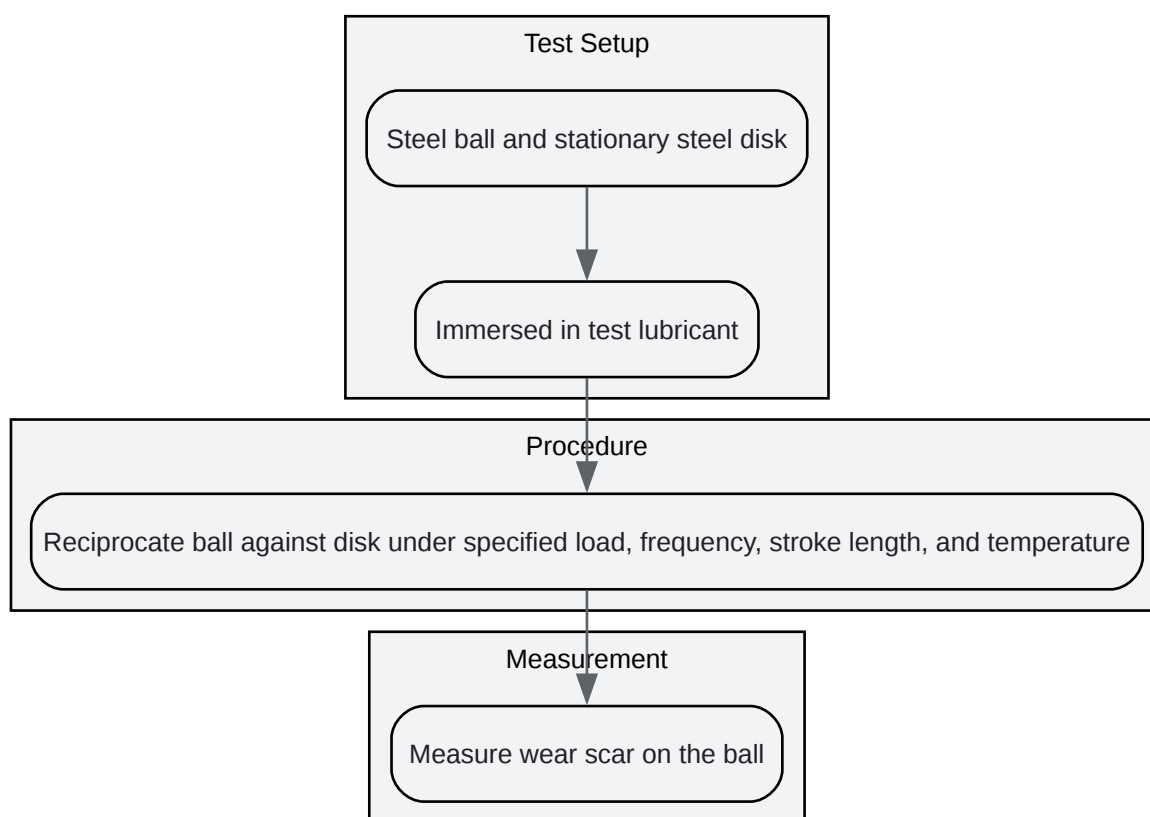 Test Setup
Steel ball and stationary steel disk
Immersed in test lubricant
Procedure
Reciprocate ball against disk under specified load, frequency, stroke length, and temperature
Measurement
Measure wear scar on the ball